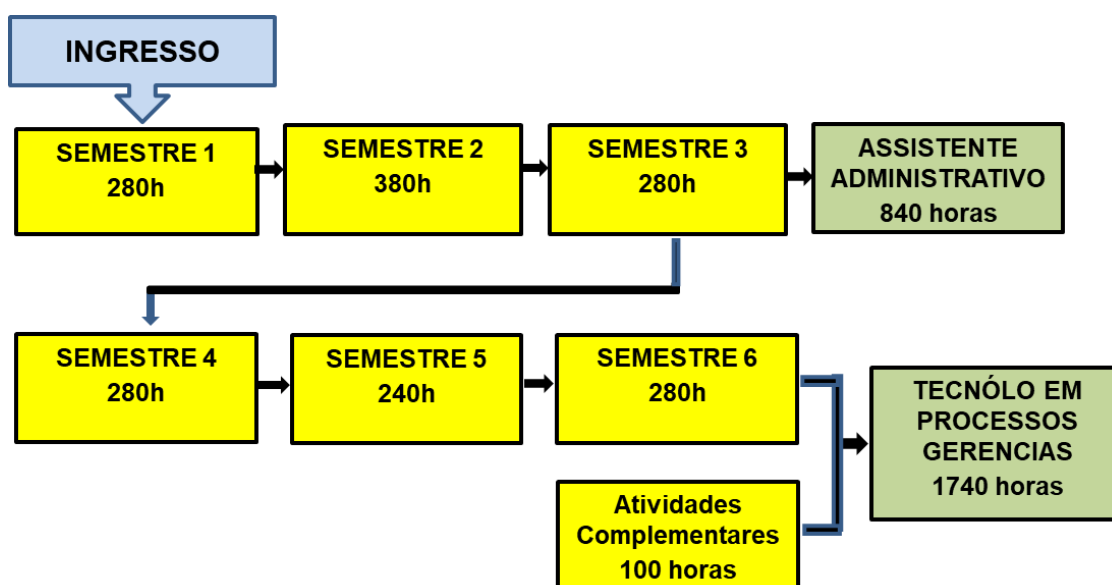 INGRESSO
SEMESTRE 1
280h
SEMESTRE 2
380h
SEMESTRE 3
280h
ASSISTENTE
ADMINISTRATIVO
840 horas
SEMESTRE 4
280h
SEMESTRE 5
240h
SEMESTRE 6
280h
TECNÓLO EM
PROCESSOS
GERENCIAS
1740 horas
Atividades
Complementares
100 horas